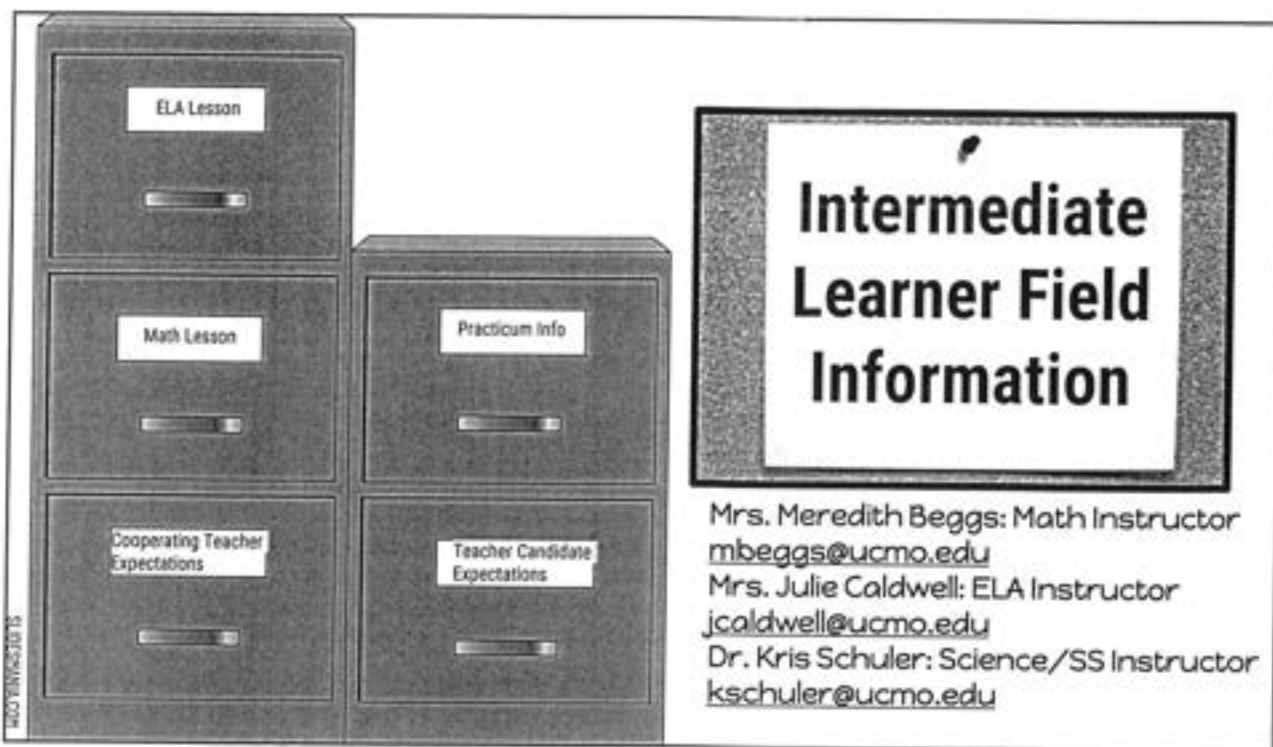 ELA Lesson
Math Lesson
Cooperating Teacher
Expectations
Practicum Info
Teacher Candidate
Expectations
Intermediate
Learner Field
Information
Mrs. Meredith Beggs: Math Instructor
mbeggs@ucmo.edu
Mrs. Julie Caldwell: ELA Instructor
jcaldwell@ucmo.edu
Dr. Kris Schuler: Science/SS Instructor
kschuler@ucmo.edu
SLIDESMANIA.COM